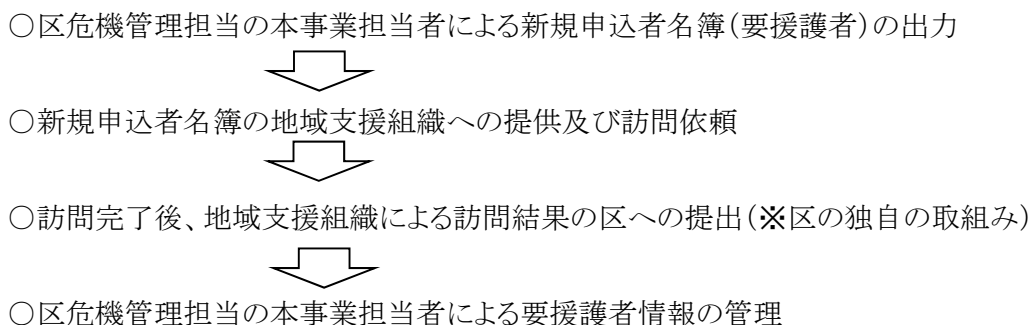 ○区危機管理担当の本事業担当者による新規申込者名簿(要援護者)の出力
○新規申込者名簿の地域支援組織への提供及び訪問依頼
○訪問完了後、地域支援組織による訪問結果の区への提出(※区の独自の取組み)
○区危機管理担当の本事業担当者による要援護者情報の管理